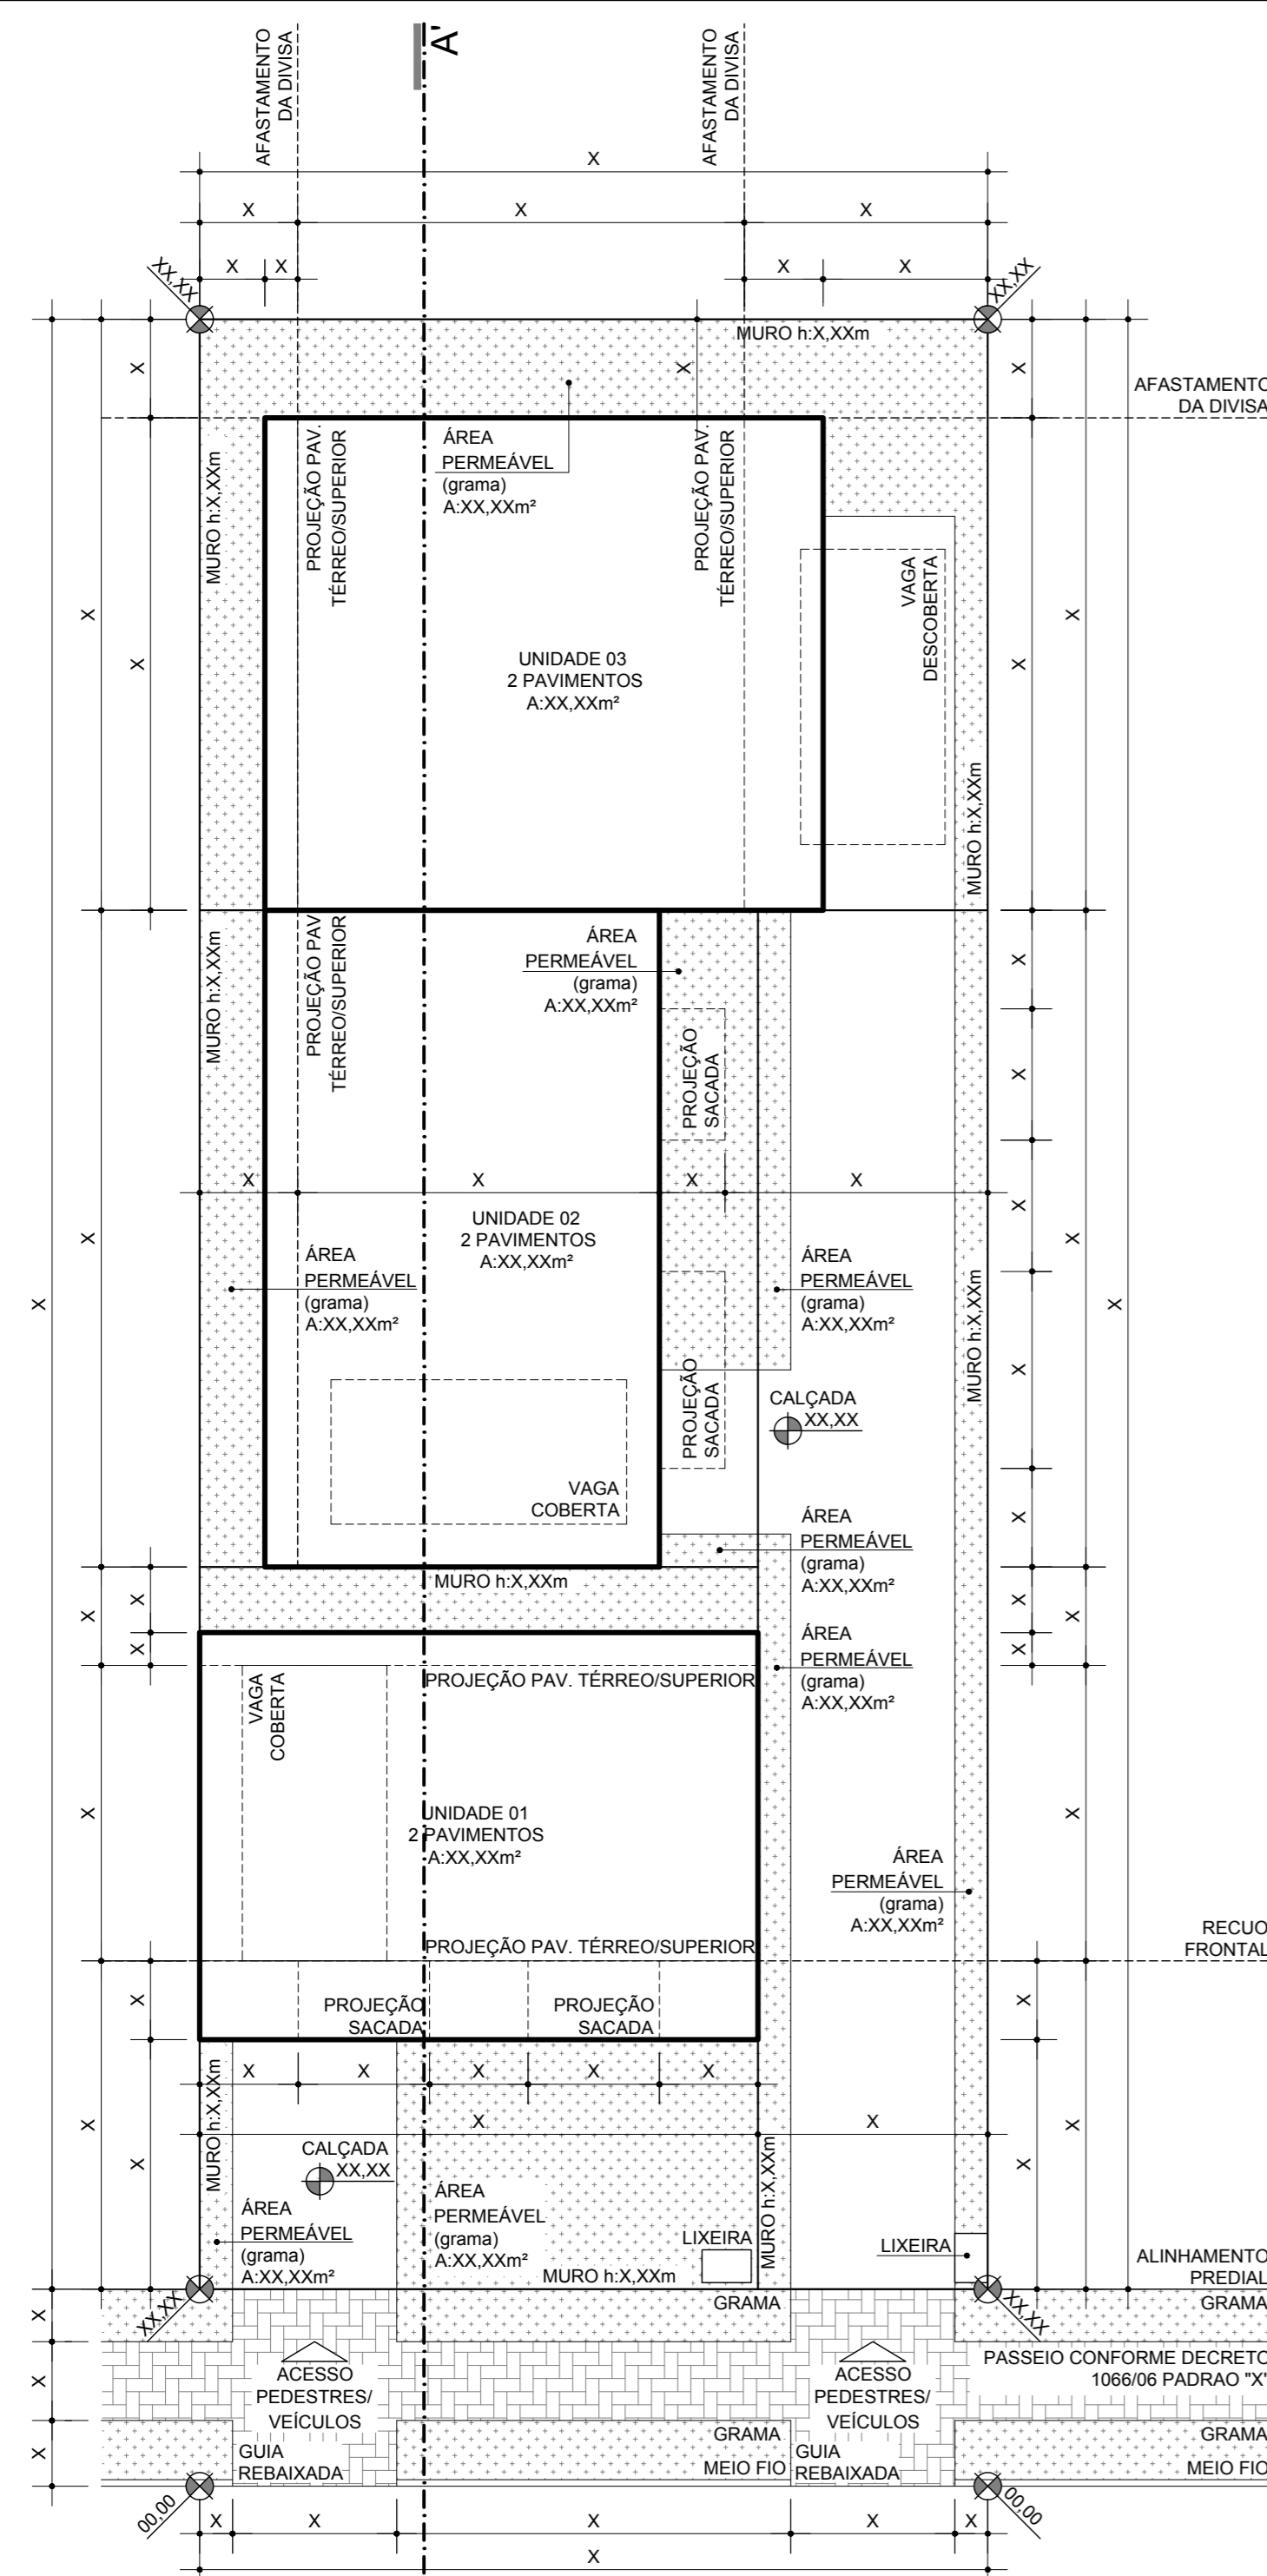 AFASTAMENTO
DA DIVISA
A'
AFASTAMENTO
DA DIVISA
X
X
X
X
X
X
X
X
XX,XX
XX,XX
MURO h:X,XXm
X
X
X
AFASTAMENTO
DA DIVISA
MURO h:X,XXm
PROJEÇÃO PAV.
TÉRREO/SUPERIOR
ÁREA
PERMEÁVEL
(grama)
A:XX,XXm²
PROJEÇÃO PAV.
TÉRREO/SUPERIOR
VAGA
DESCOBERTA
X
X
X
X
UNIDADE 03
2 PAVIMENTOS
A:XX,XXm²
MURO h:X,XXm
MURO h:X,XXm
PROJEÇÃO PAV
TÉRREO/SUPERIOR
ÁREA
PERMEÁVEL
(grama)
A:XX,XXm²
X
PROJEÇÃO
SACADA
X
X
X
X
X
X
UNIDADE 02
2 PAVIMENTOS
A:XX,XXm²
X
X
ÁREA
PERMEÁVEL
(grama)
A:XX,XXm²
ÁREA
PERMEÁVEL
(grama)
A:XX,XXm²
MURO h:X,XXm
X
X
X
PROJEÇÃO
SACADA
CALÇADA
XX,XX
VAGA
COBERTA
ÁREA
PERMEÁVEL
(grama)
A:XX,XXm²
X
MURO h:X,XXm
X
X
X
X
ÁREA
PERMEÁVEL
(grama)
A:XX,XXm²
X
X
VAGA
COBERTA
PROJEÇÃO PAV. TÉRREO/SUPERIOR
UNIDADE 01
2 PAVIMENTOS
A:XX,XXm²
X
X
ÁREA
PERMEÁVEL
(grama)
A:XX,XXm²
RECUO
FRONTAL
PROJEÇÃO PAV. TÉRREO/SUPERIOR
PROJEÇÃO
SACADA
PROJEÇÃO
SACADA
X
X
MURO h:X,XXm
X
X
X
X
X
X
X
X
X
X
X
CALÇADA
XX,XX
MURO h:X,XXm
ÁREA
PERMEÁVEL
(grama)
A:XX,XXm²
ÁREA
PERMEÁVEL
(grama)
A:XX,XXm²
LIXEIRA
LIXEIRA
MURO h:X,XXm
ALINHAMENTO
PREDIAL
XX,XX
XX,XX
GRAMA
GRAMA
X
X
X
ACESSO
PEDESTRES/
VEÍCULOS
ACESSO
PEDESTRES/
VEÍCULOS
PASSEIO CONFORME DECRETO
1066/06 PADRAO "X"
GRAMA
GRAMA
GUIA
REBAIXADA
MEIO FIO
GUIA
REBAIXADA
MEIO FIO
00,00
00,00
X
X
X
X
X
X